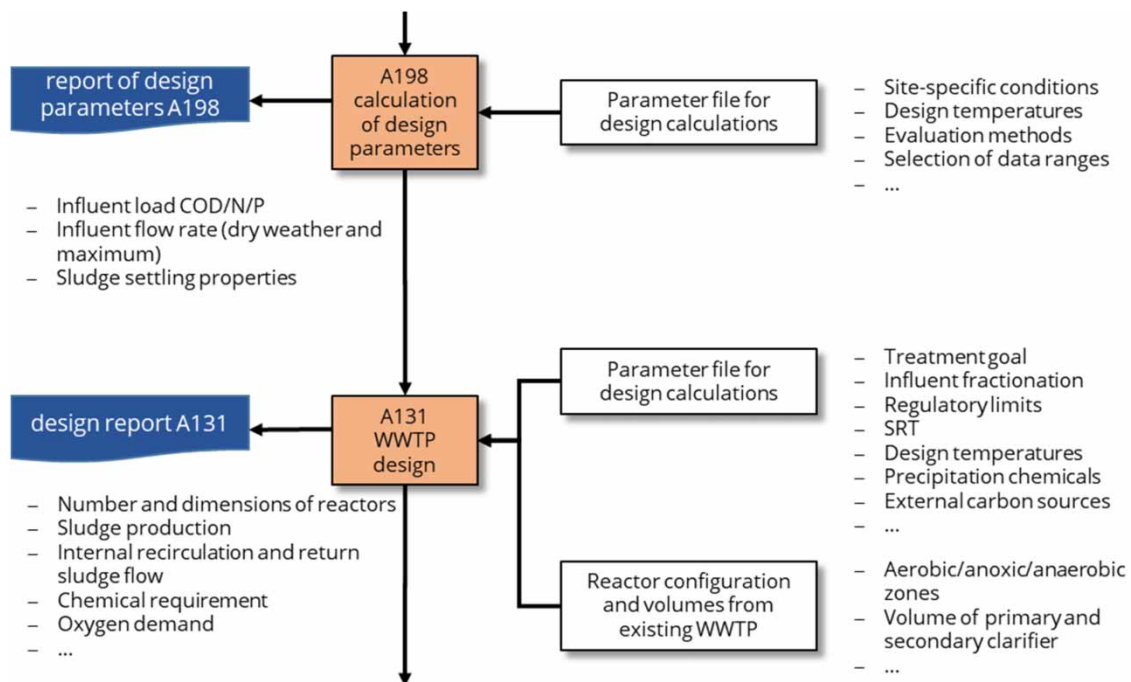 report of design
parameters A198
A198
calculation
of design
parameters
Parameter file for
design calculations
– Site-specific conditions
– Design temperatures
– Evaluation methods
– Selection of data ranges
– ...
– Influent load COD/N/P
– Influent flow rate (dry weather and
maximum)
– Sludge settling properties
design report A131
A131
WWTP
design
Parameter file for
design calculations
– Treatment goal
– Influent fractionation
– Regulatory limits
– SRT
– Design temperatures
– Precipitation chemicals
– External carbon sources
– ...
– Number and dimensions of reactors
– Sludge production
– Internal recirculation and return
sludge flow
– Chemical requirement
– Oxygen demand
– ...
Reactor configuration
and volumes from
existing WWTP
– Aerobic/anoxic/anaerobic
zones
– Volume of primary and
secondary clarifier
– ...